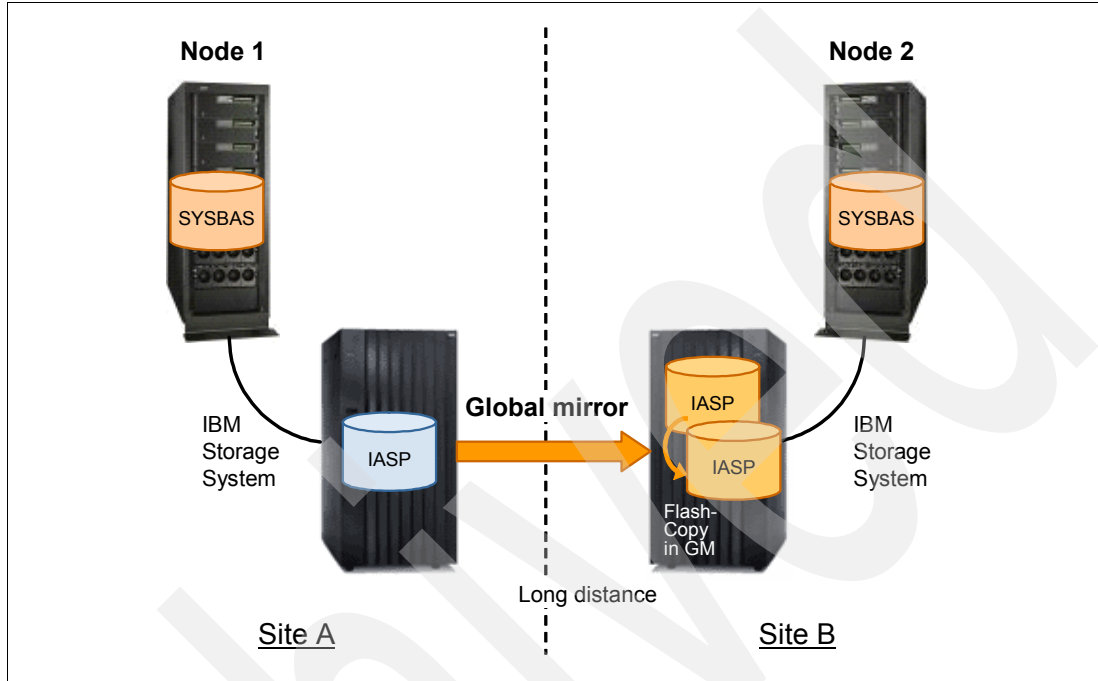 Node 1
Node 2
SYSBAS
SYSBAS
IBM
Storage
System
IASP
Global mirror
IASP
IASP
Flash-
Copy
in GM
IBM
Storage
System
Long distance
Site A
Site B